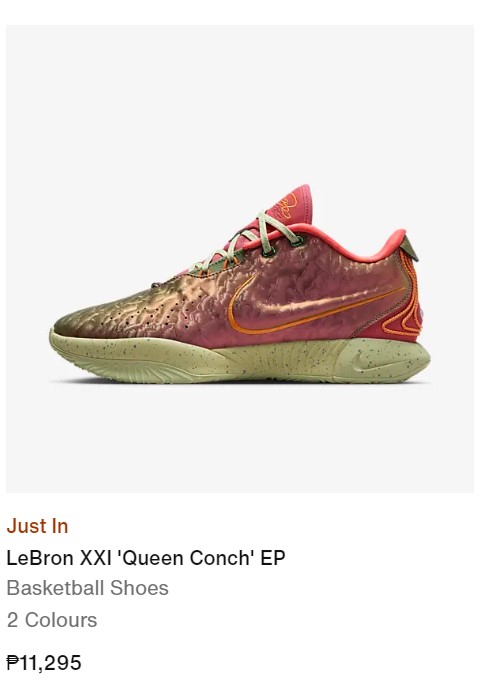 Just In
LeBron XXI 'Queen Conch' EP
Basketball Shoes
2 Colours
₱11,295